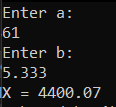 Enter a:
61
Enter b:
5.333
X = 4400.07